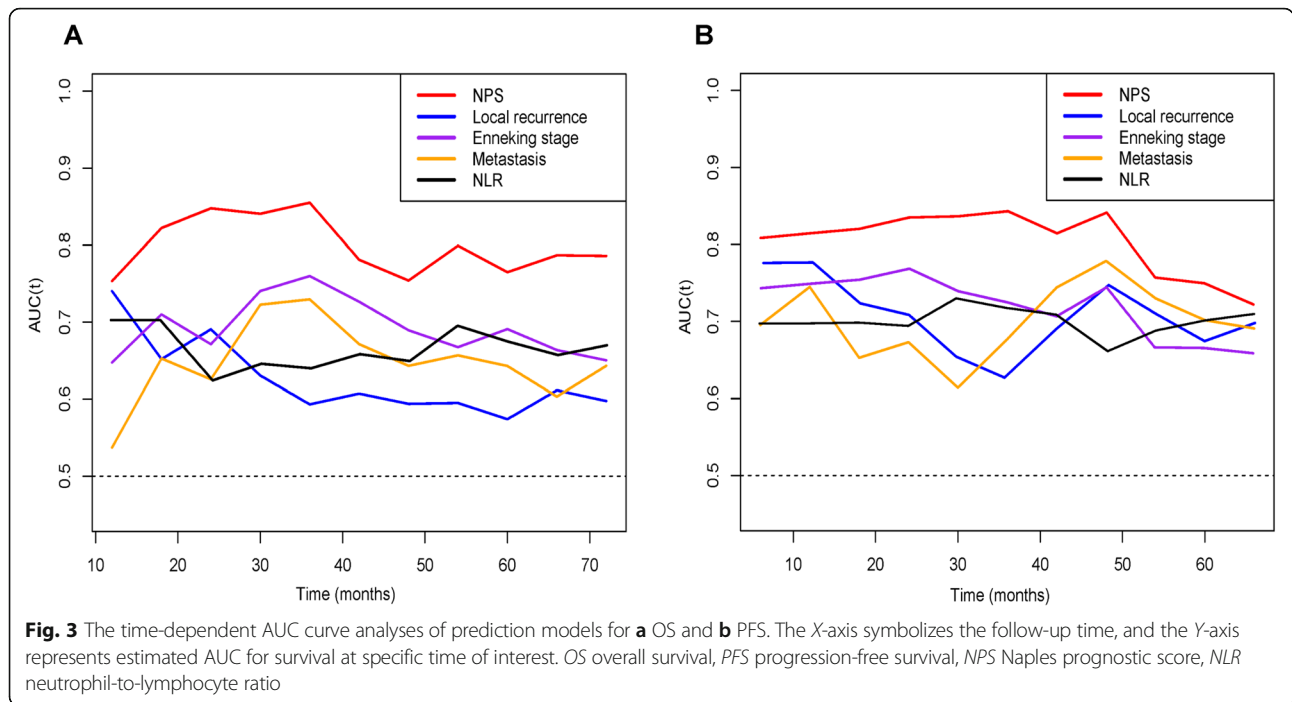 A
B
NPS
Local recurrence
Enneking stage
Metastasis
NLR
NPS
Local recurrence
Enneking stage
Metastasis
NLR
AUC(t)
1.0
0.9
0.8
0.7
0.6
0.5
10 20 30 40 50 60 70
Time (months)
AUC(t)
1.0
0.9
0.8
0.7
0.6
0.5
10 20 30 40 50 60
Time (months)
Fig. 3 The time-dependent AUC curve analyses of prediction models for a OS and b PFS. The X-axis symbolizes the follow-up time, and the Y-axis
represents estimated AUC for survival at specific time of interest. OS overall survival, PFS progression-free survival, NPS Naples prognostic score, NLR
neutrophil-to-lymphocyte ratio